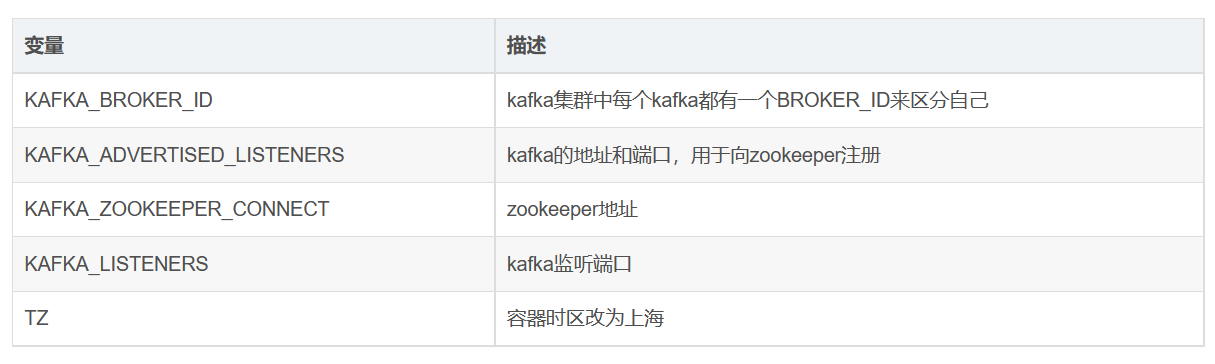 变量 描述
KAFKA_BROKER_ID kafka集群中每个kafka都有一个BROKER_ID来区分自己
KAFKA_ADVERTISED_LISTENERS kafka的地址和端口，用于向zookeeper注册
KAFKA_ZOOKEEPER_CONNECT zookeeper地址
KAFKA_LISTENERS kafka监听端口
TZ 容器时区改为上海